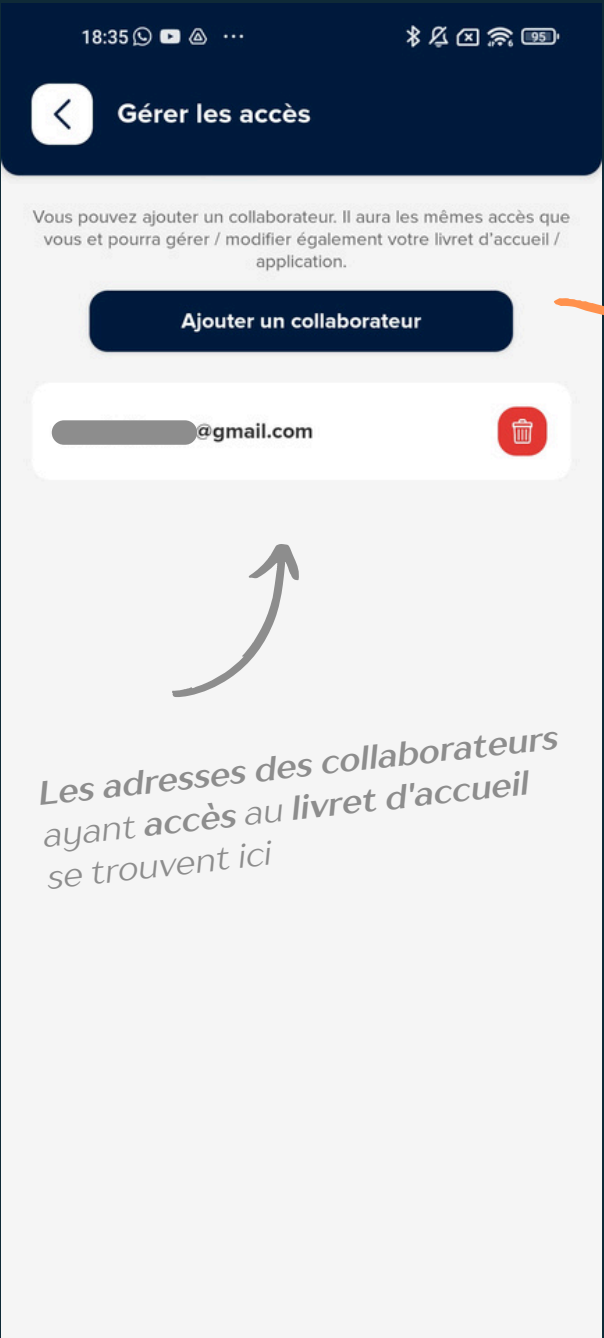 18:35
95
Gérer les accès
Vous pouvez ajouter un collaborateur. Il aura les mêmes accès que
vous et pourra gérer / modifier également votre livret d'accueil /
application.
Ajouter un collaborateur
@gmail.com
Les adresses des collaborateurs
ayant accès au livret d'accueil
se trouvent ici